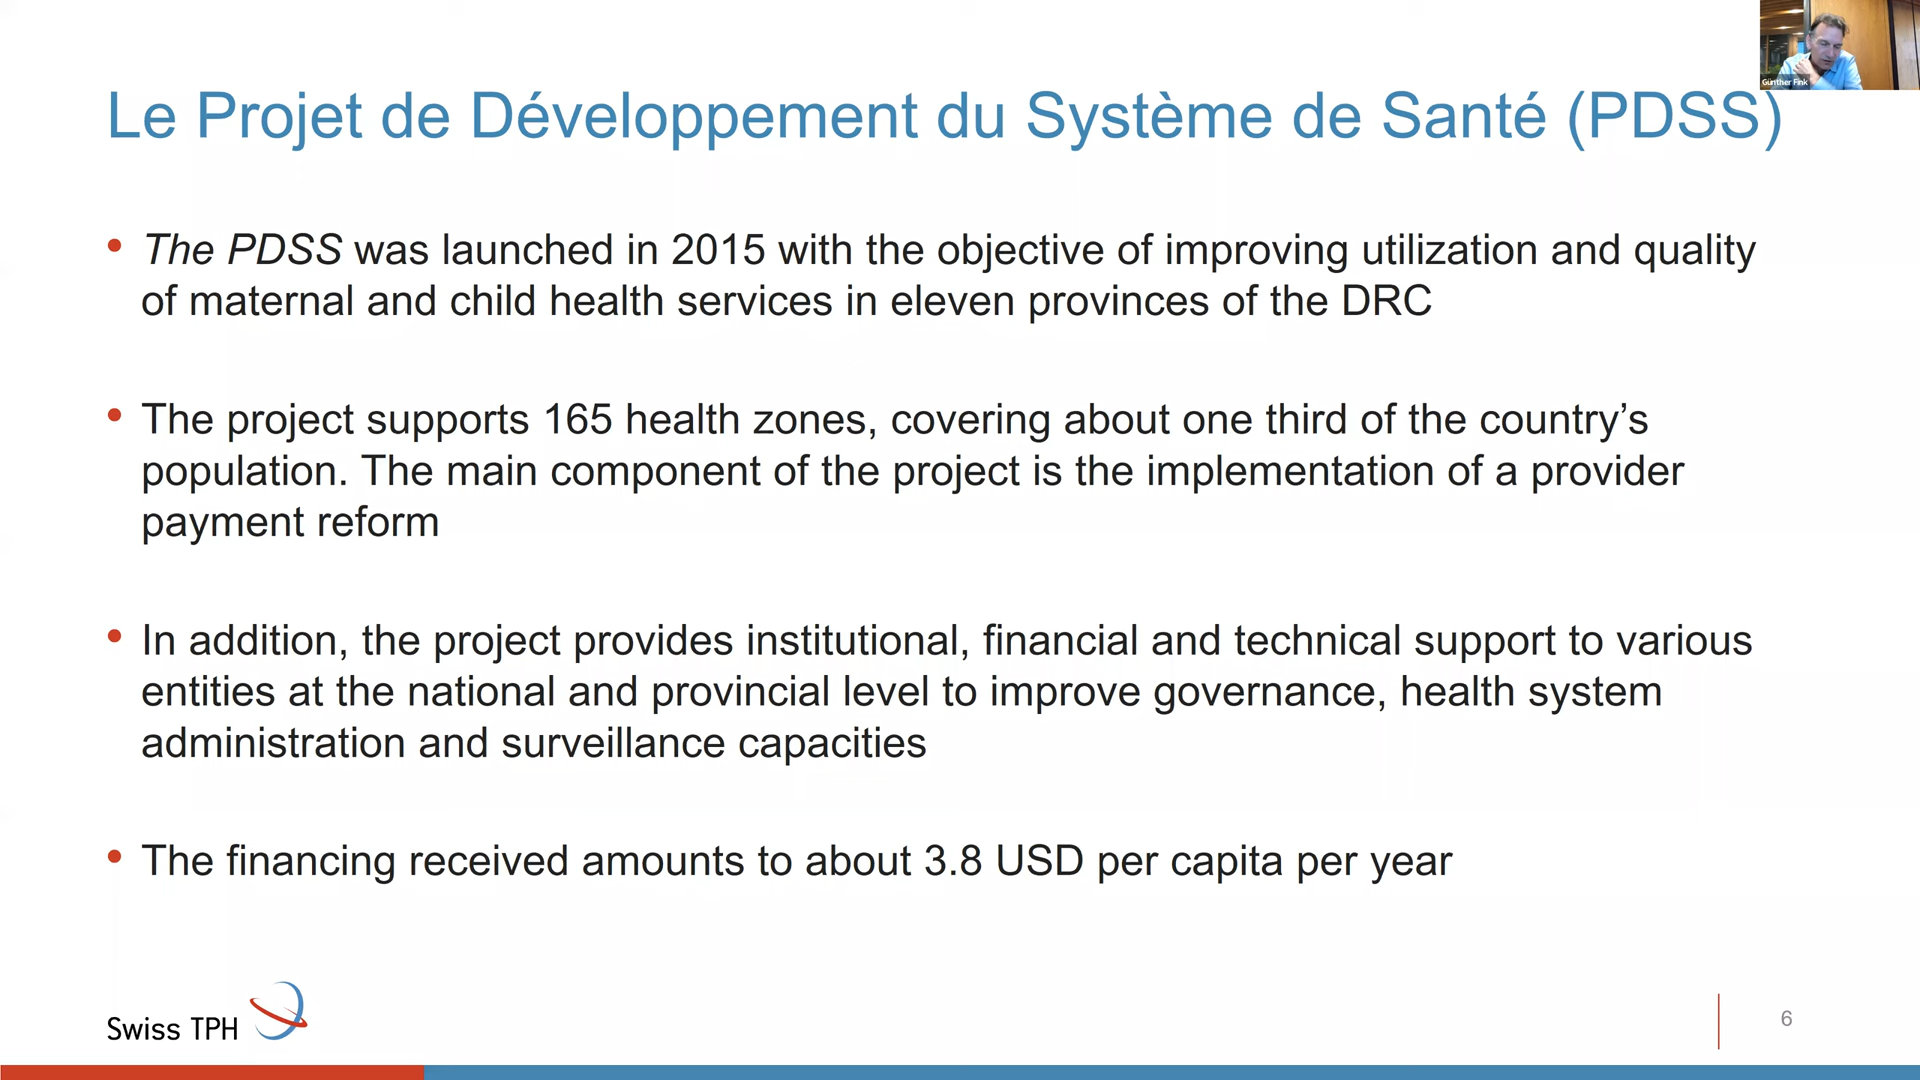 Günther Fink
Le Projet de Développement du Système de Santé (PDSS)
• The PDSS was launched in 2015 with the objective of improving utilization and quality
of maternal and child health services in eleven provinces of the DRC
• The project supports 165 health zones, covering about one third of the country’s
population. The main component of the project is the implementation of a provider
payment reform
• In addition, the project provides institutional, financial and technical support to various
entities at the national and provincial level to improve governance, health system
administration and surveillance capacities
• The financing received amounts to about 3.8 USD per capita per year
Swiss TPH
6